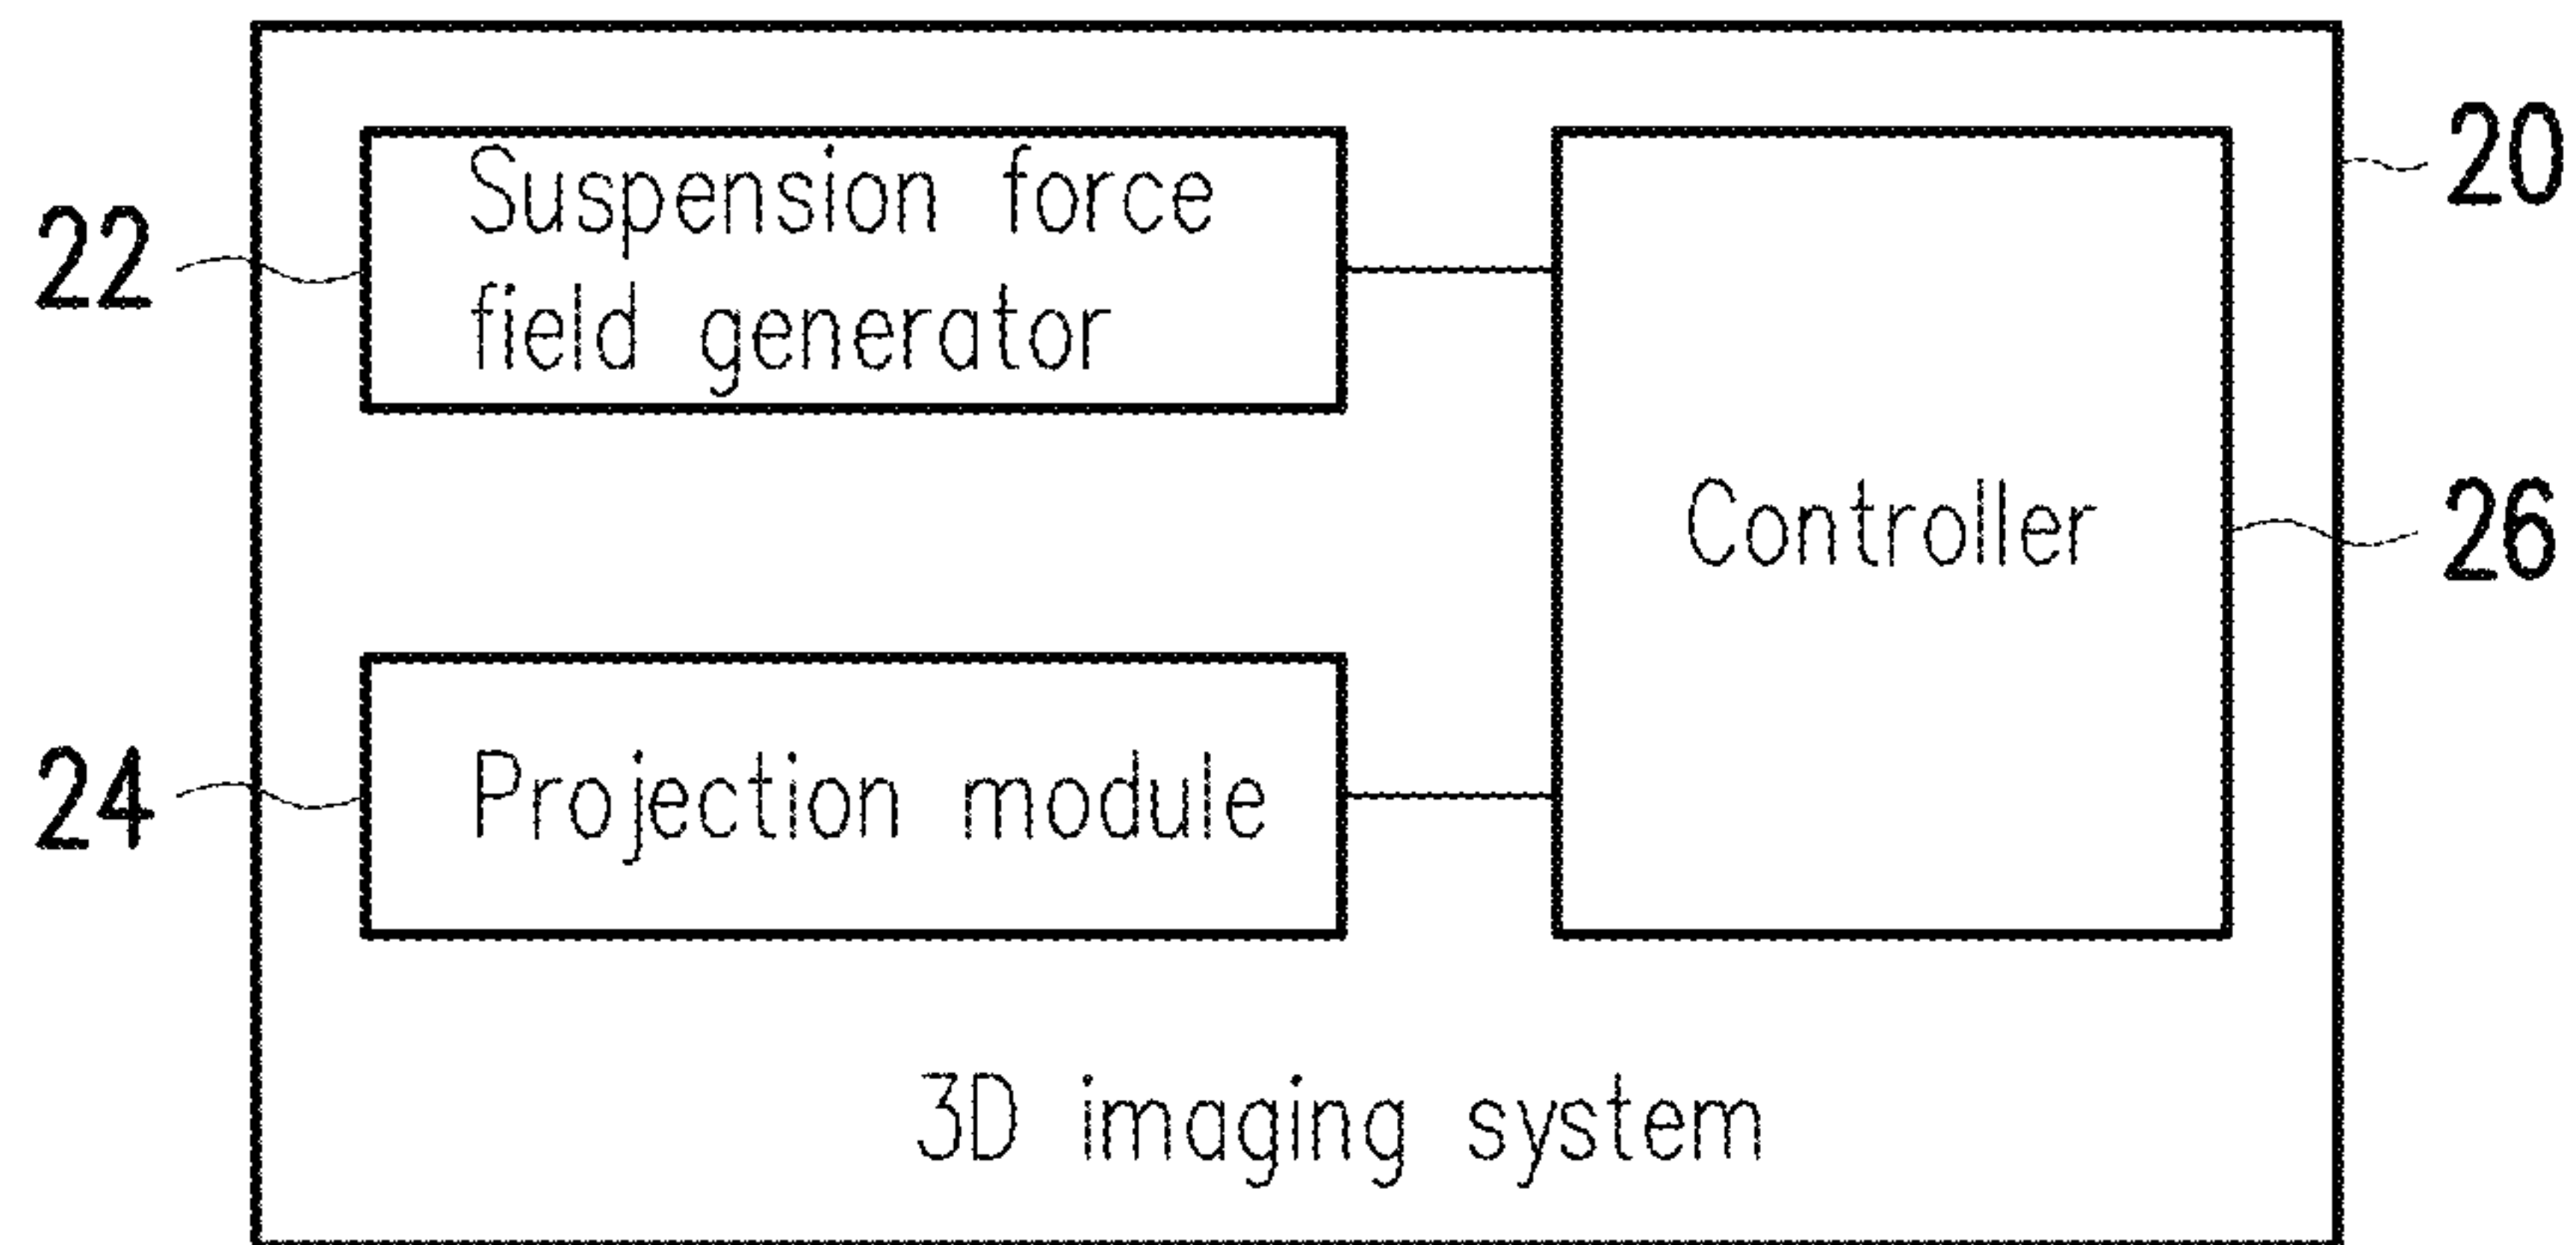 20
22
Suspension force
field generator
Controller
26
24
Projection module
3D imaging system